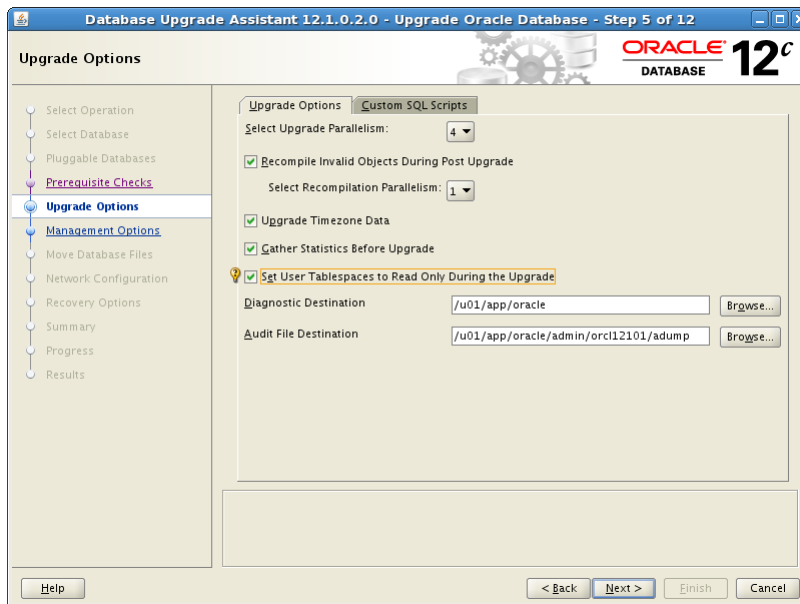 Database Upgrade Assistant 12.1.0.2.0 - Upgrade Oracle Database - Step 5 of 12
Upgrade Options
ORACLE
DATABASE
12c
Select Operation
Select Database
Pluggable Databases
Prerequisite Checks
Upgrade Options
Management Options
Move Database Files
Network Configuration
Recovery Options
Summary
Progress
Results
Upgrade Options Custom SQL Scripts
Select Upgrade Parallelism: 4
Recompile Invalid Objects During Post Upgrade
Select Recompilation Parallelism: 1
Upgrade Timezone Data
Gather Statistics Before Upgrade
Set User Tablespaces to Read Only During the Upgrade
Diagnostic Destination /u01/app/oracle Browse...
Audit File Destination /u01/app/oracle/admin/orcl12101/adump Browse...
Help < Back Next > Finish Cancel